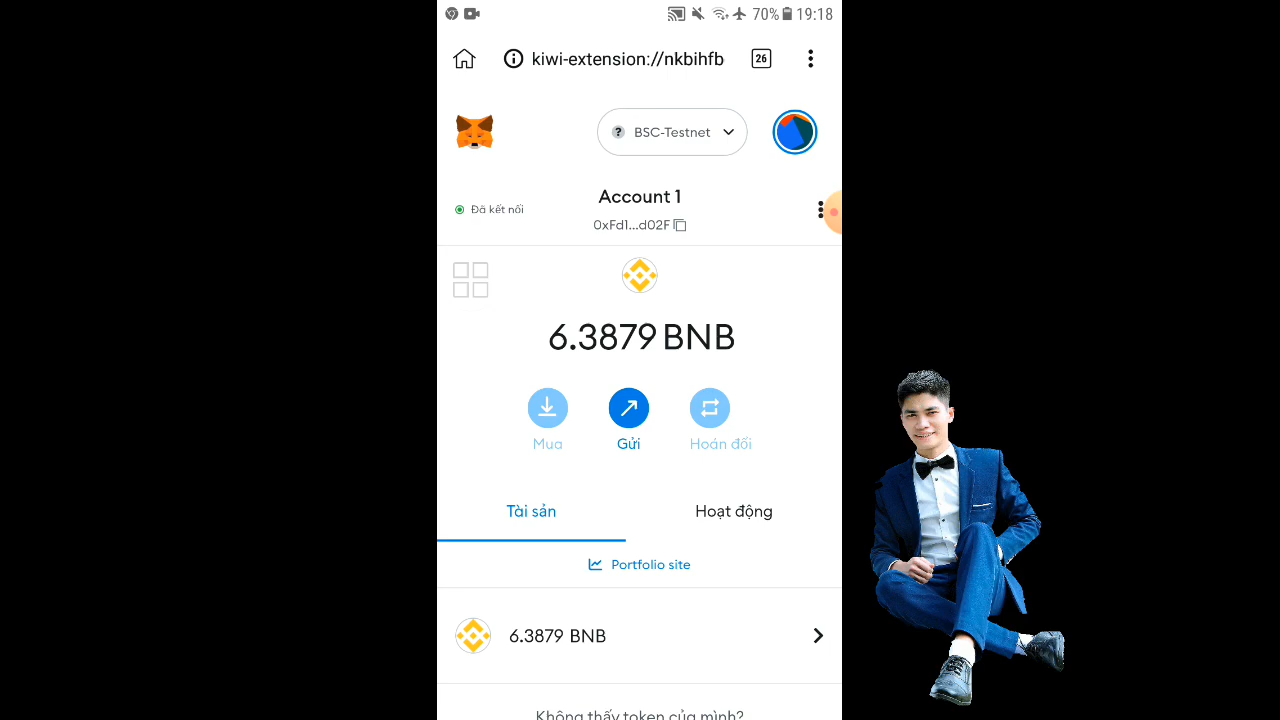 70% 19:18
kiwi-extension://nkbihfb
26
? BSC-Testnet
Account 1
Đã kết nối
0xFd1...d02F
6.3879 BNB
Mua
Gửi
Hoán đổi
Tài sản
Hoạt động
Portfolio site
6.3879 BNB
Không thấy token của mình?